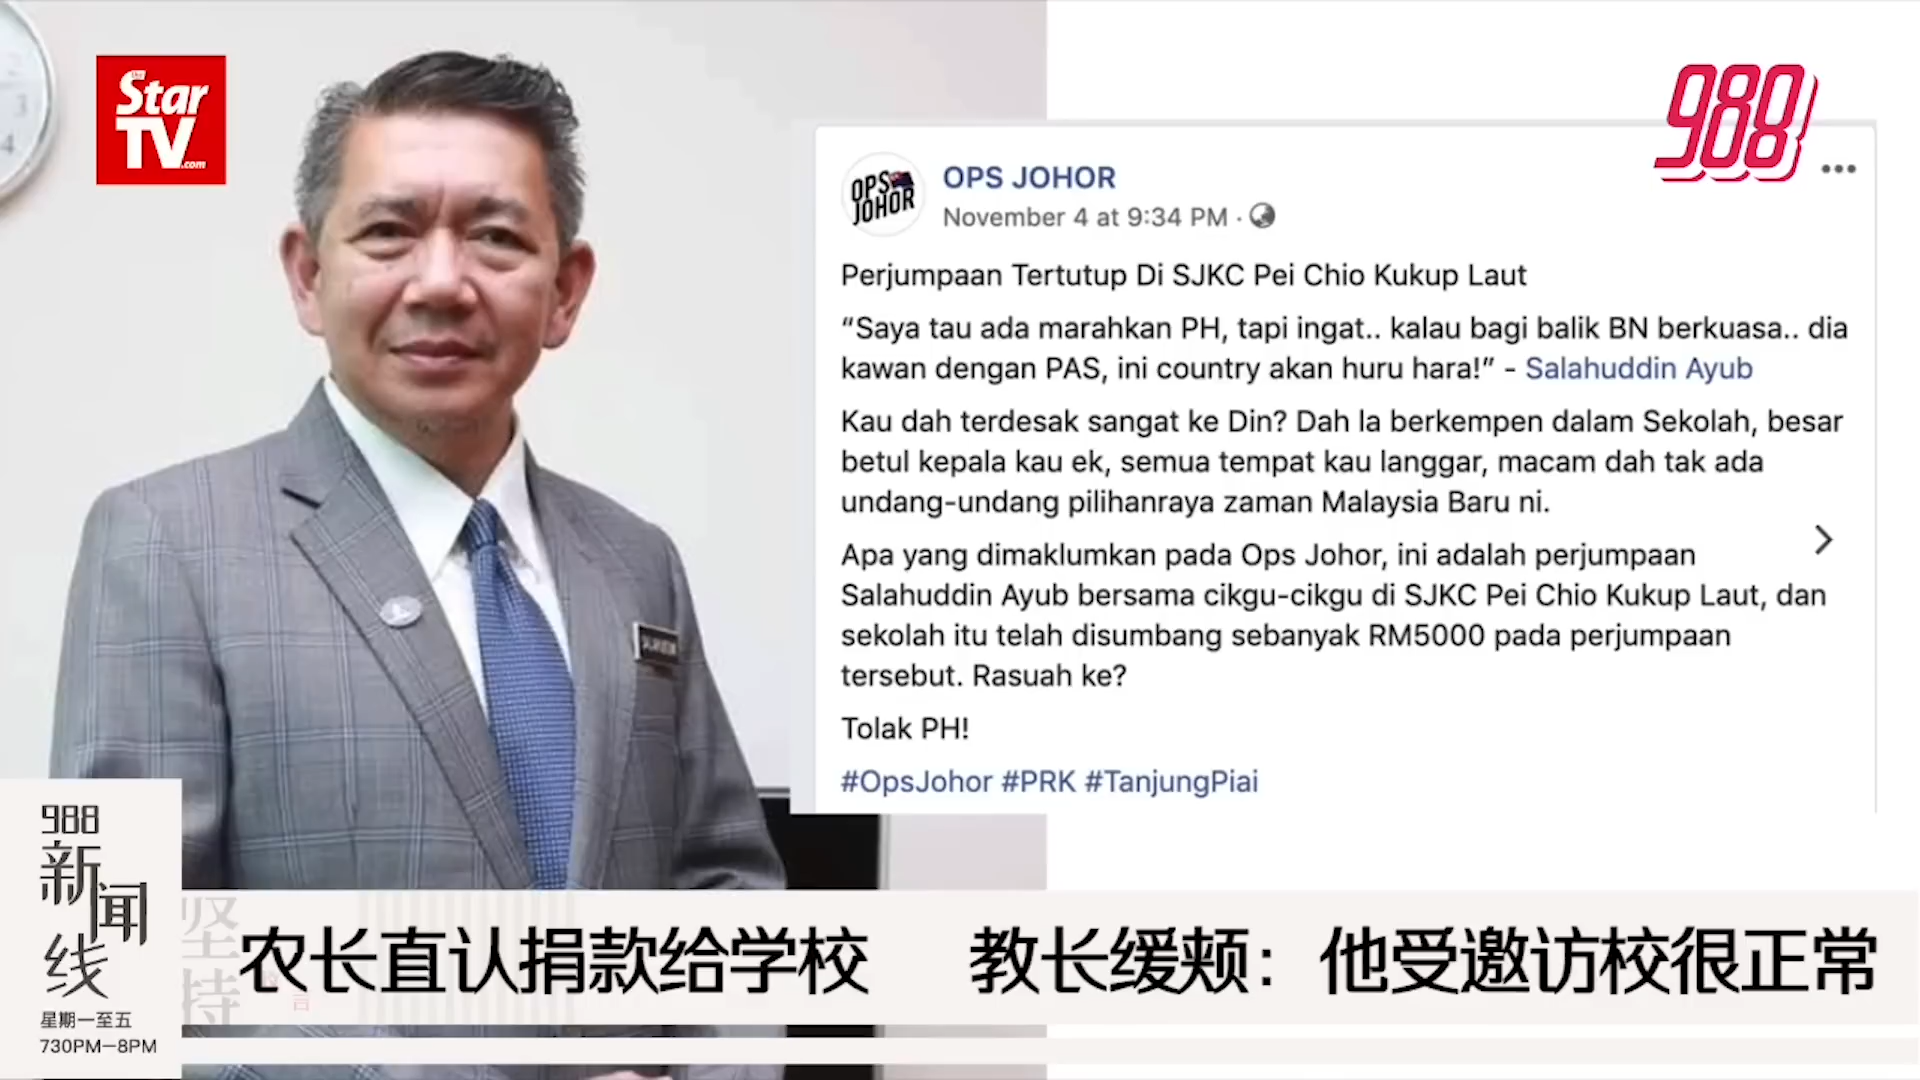 the
Star
TV
.com
988
OPS
JOHOR
OPS JOHOR
November 4 at 9:34 PM ·
Perjumpaan Tertutup Di SJKC Pei Chio Kukup Laut
“Saya tau ada marahkan PH, tapi ingat.. kalau bagi balik BN berkuasa.. dia
kawan dengan PAS, ini country akan huru hara!” - Salahuddin Ayub
Kau dah terdesak sangat ke Din? Dah la berkempen dalam Sekolah, besar
betul kepala kau ek, semua tempat kau langgar, macam dah tak ada
undang-undang pilihanraya zaman Malaysia Baru ni.
Apa yang dimaklumkan pada Ops Johor, ini adalah perjumpaan
Salahuddin Ayub bersama cikgu-cikgu di SJKC Pei Chio Kukup Laut, dan
sekolah itu telah disumbang sebanyak RM5000 pada perjumpaan
tersebut. Rasuah ke?
Tolak PH!
#OpsJohor #PRK #TanjungPiai
988
新闻线
星期一至五
730PM—8PM
坚持
言
农长直认捐款给学校 教长缓颊：他受邀访校很正常